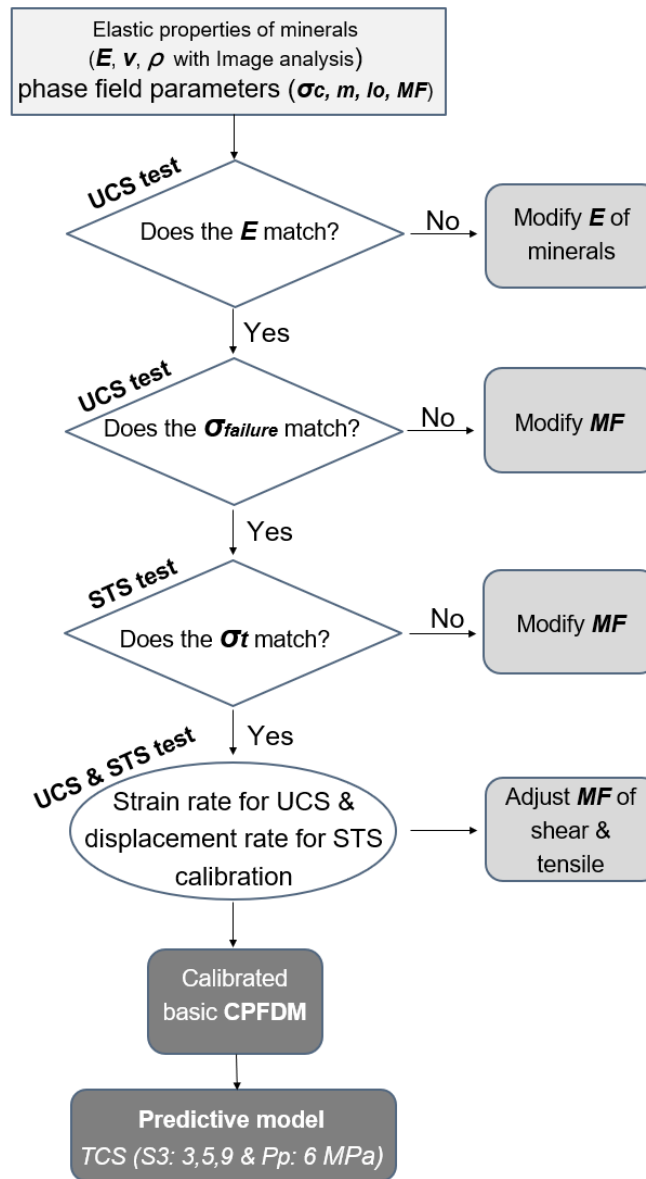 Elastic properties of minerals
(E, v, ρ with Image analysis)
phase field parameters (σc, m, lo, MF)
UCS test
Does the E match?
No
Modify E of
minerals
Yes
UCS test
Does the σfailure match?
No
Modify MF
Yes
STS test
Does the σt match?
No
Modify MF
Yes
UCS & STS test
Strain rate for UCS &
displacement rate for STS
calibration
Adjust MF of
shear &
tensile
Calibrated
basic CPFDM
Predictive model
TCS (S3: 3,5,9 & Pp: 6 MPa)